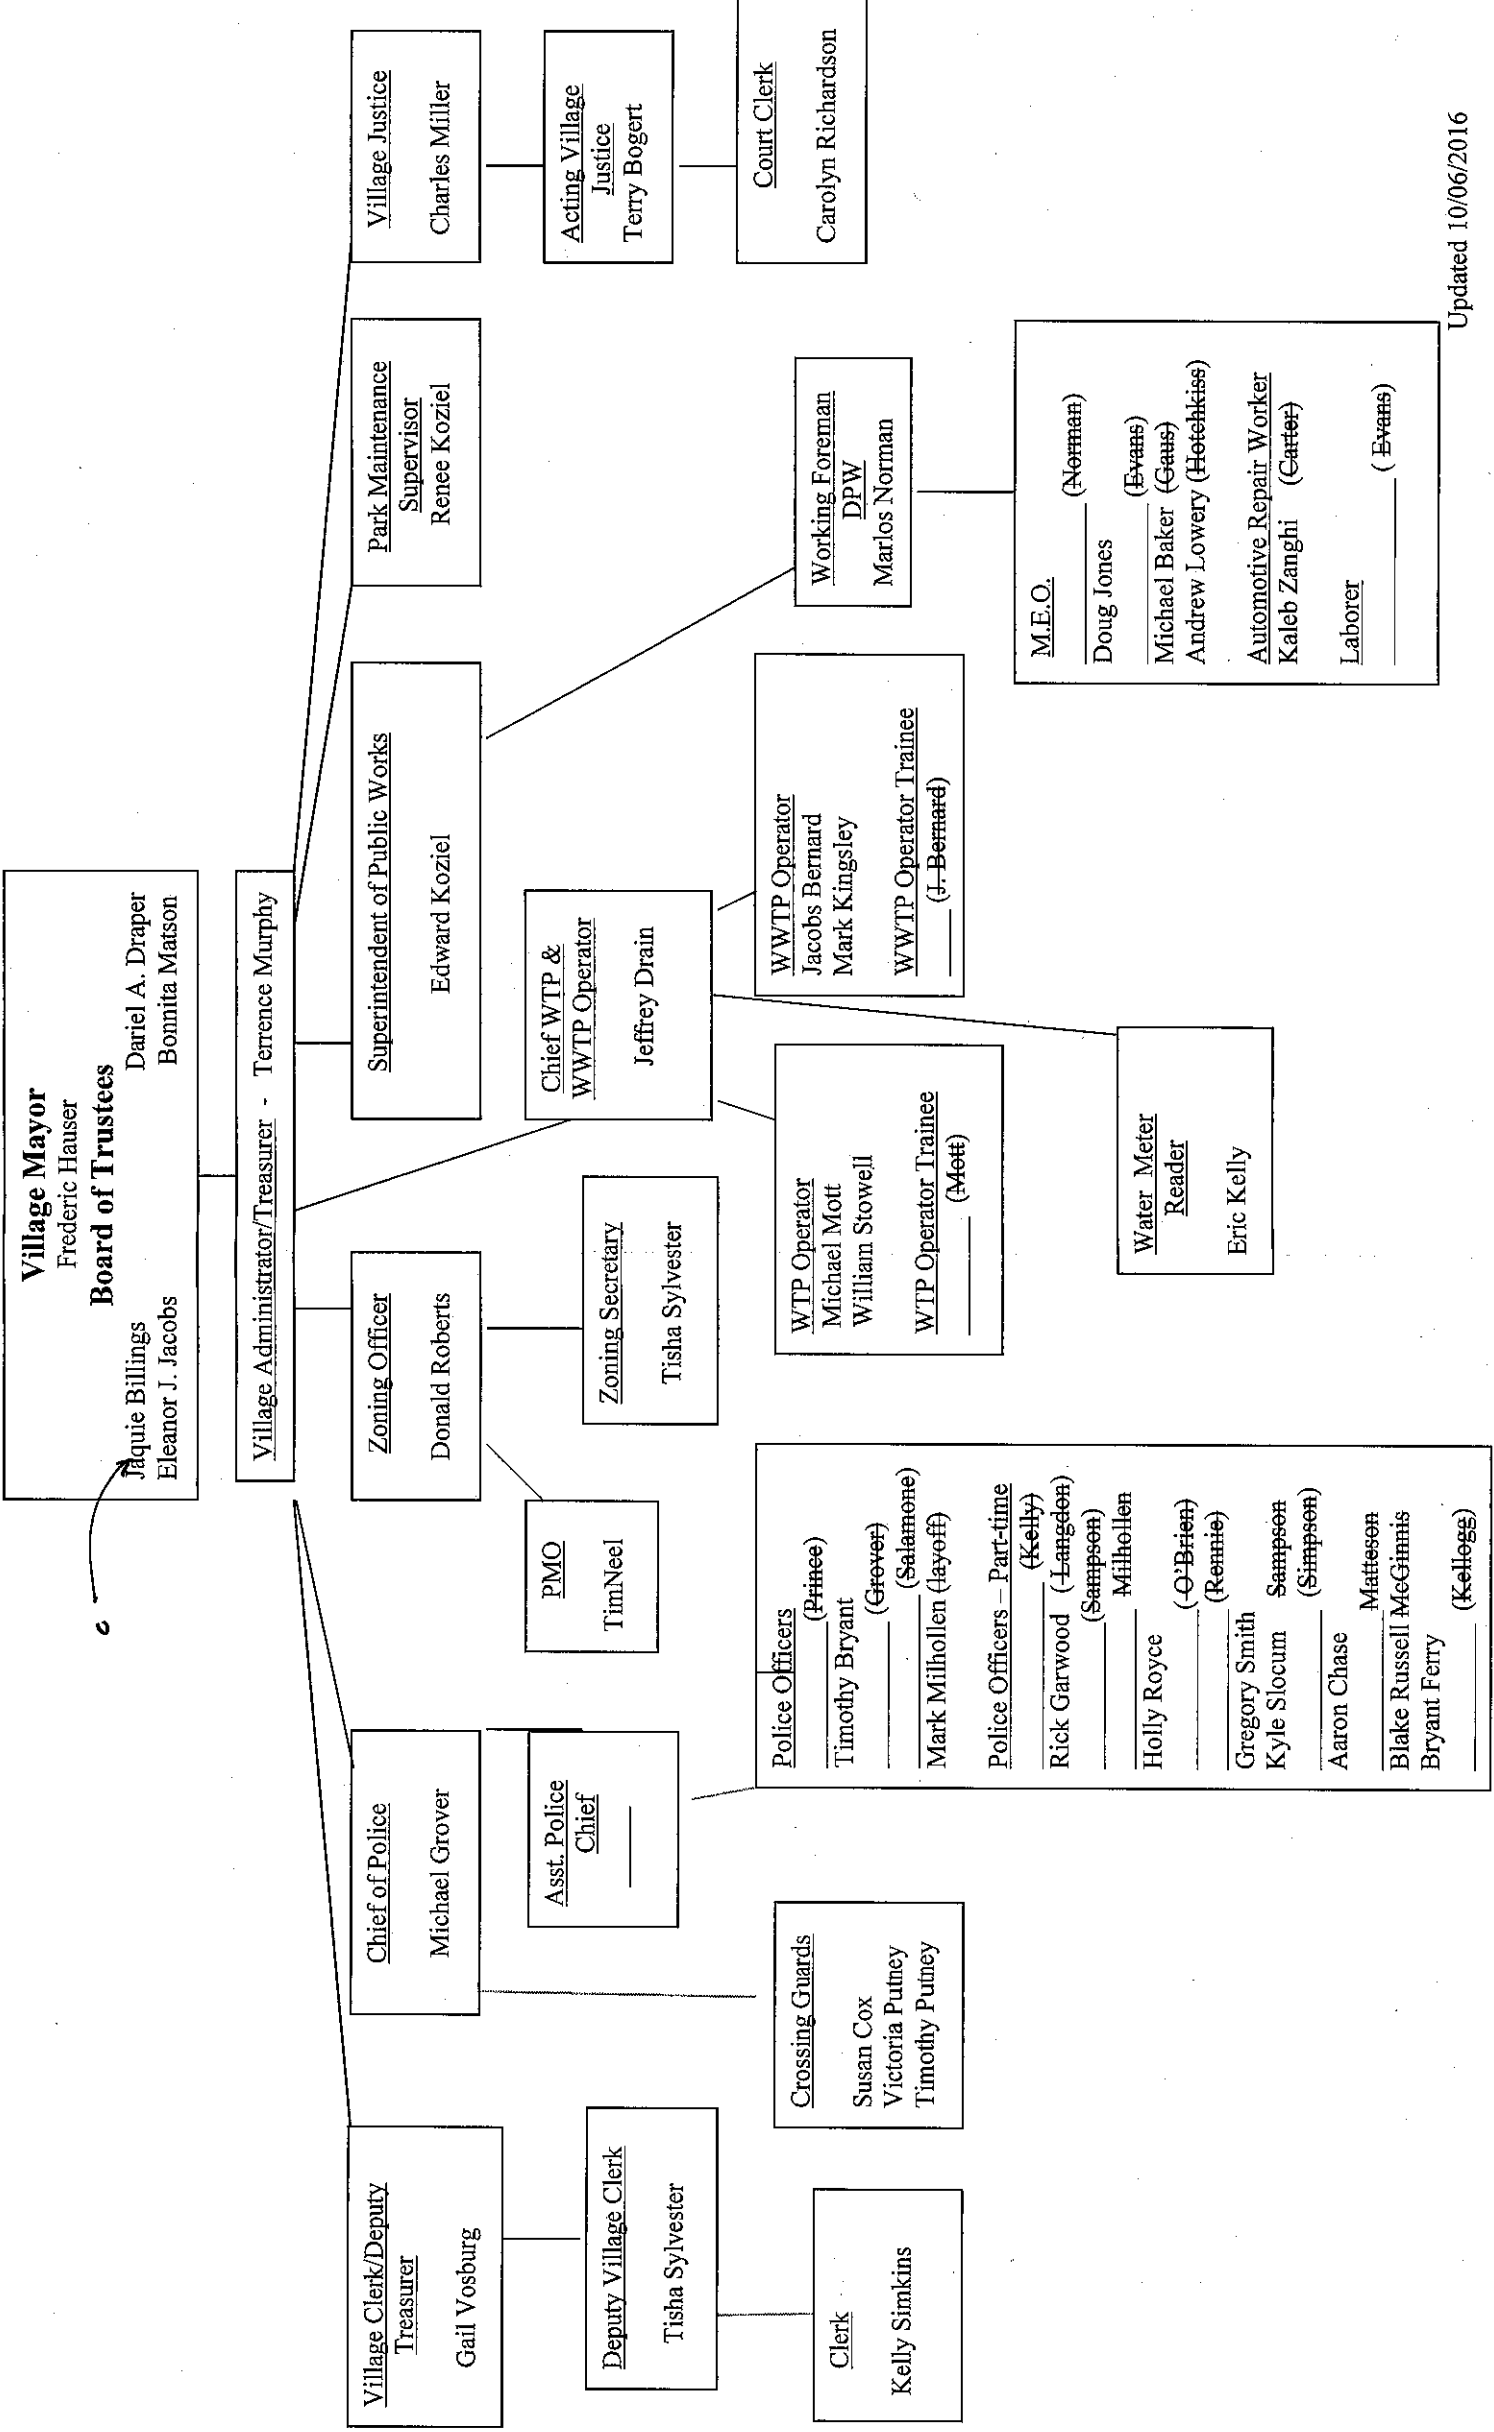 Village Mayor
Frederic Hauser
Board of Trustees
Jaquie Billings Dariel A. Draper
Eleanor J. Jacobs Bonnita Matson
c
Village Administrator/Treasurer - Terrence Murphy
Village Clerk/Deputy
Treasurer
Gail Vosburg
Chief of Police
Michael Grover
Zoning Officer
Donald Roberts
Superintendent of Public Works
Edward Koziel
Park Maintenance
Supervisor
Renee Koziel
Village Justice
Charles Miller
Deputy Village Clerk
Tisha Sylvester
Asst. Police
Chief
PMO
TimNeel
Zoning Secretary
Tisha Sylvester
Chief WTP &
WWTP Operator
Jeffrey Drain
Acting Village
Justice
Terry Bogert
Clerk
Kelly Simkins
Crossing Guards
Susan Cox
Victoria Putney
Timothy Putney
Police Officers
(Prince)
Timothy Bryant
(Grover)
(Salamone)
Mark Milhollen (layoff)
Police Officers – Part-time
(Kelly)
Rick Garwood (Langdon)
(Sampson)
Milhollen
Holly Royce
(O'Brien)
(Rennie)
Gregory Smith
Kyle Slocum Sampson
(Simpson)
Aaron Chase
Matteson
Blake Russell McGinnis
Bryant Ferry
(Kellogg)
WTP Operator
Michael Mott
William Stowell
WTP Operator Trainee
(Mott)
WWTP Operator
Jacobs Bernard
Mark Kingsley
WWTP Operator Trainee
(J. Bernard)
Water Meter
Reader
Eric Kelly
Working Foreman
DPW
Marlos Norman
M.E.O.
(Norman)
Doug Jones
(Evans)
Michael Baker (Gaus)
Andrew Lowery (Hotchkiss)
Automotive Repair Worker
Kaleb Zanghi (Carter)
Laborer
( Evans)
Court Clerk
Carolyn Richardson
Updated 10/06/2016